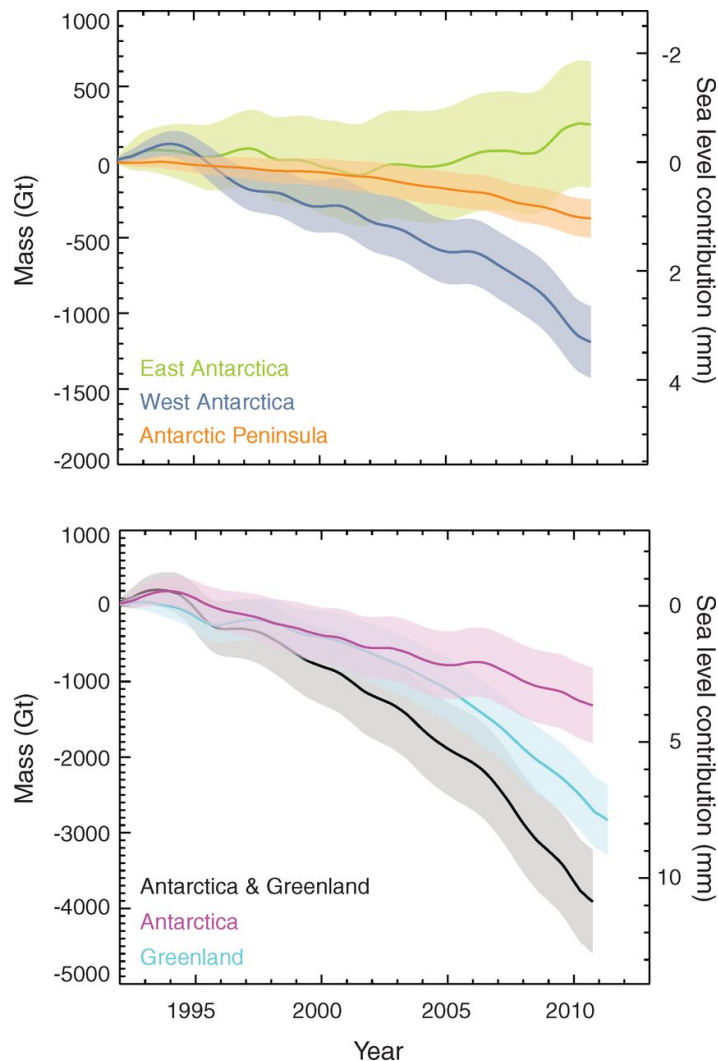 1000
500
0
-500
-1000
-1500
-2000
Mass (Gt)
-2
0
2
4
Sea level contribution (mm)
East Antarctica
West Antarctica
Antarctic Peninsula
1000
0
-1000
-2000
-3000
-4000
-5000
Mass (Gt)
0
5
10
Sea level contribution (mm)
Antarctica & Greenland
Antarctica
Greenland
1995 2000 2005 2010
Year